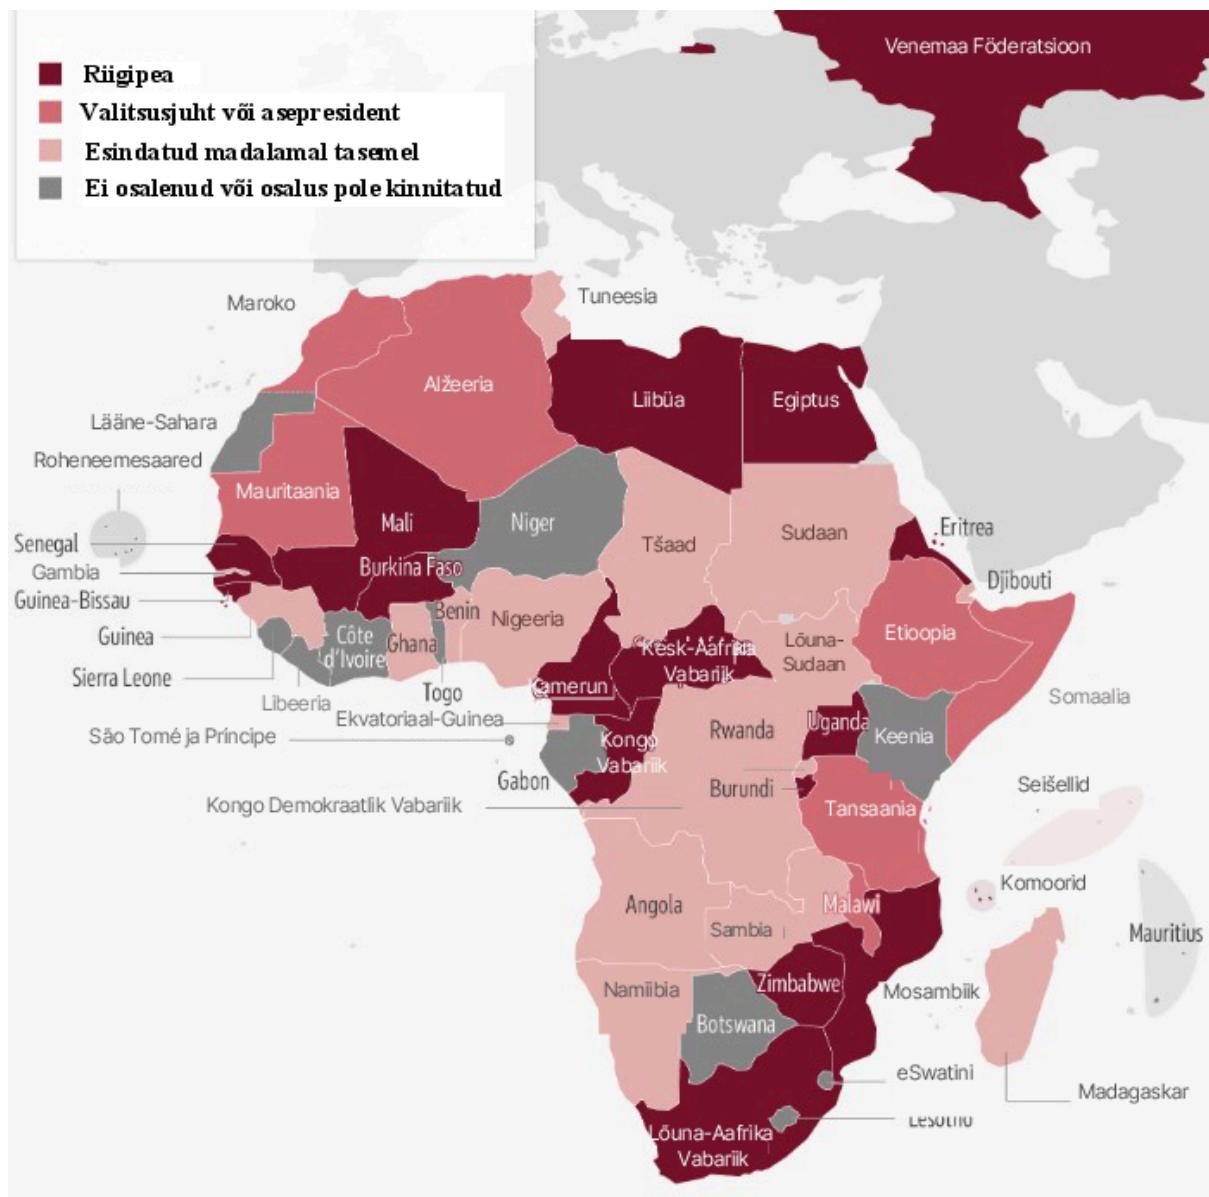 Venemaa Föderatsioon
Riigipea
Valitsusjuht või asepresident
Esindatud madalamal tasemel
Ei osalenud või osalus pole kinnitatud
Maroko
Tuneesia
Alžeeria
Liibüa
Egiptus
Lääne-Sahara
Roheneemesaared
Mauritaania
Mali
Niger
Tšaad
Sudaan
Eritrea
Senegal
Gambia
Burkina Faso
Djibouti
Guinea-Bissau
Guinea
Côte
d'Ivoire
Ghana
Benin
Nigeeria
Kesk-Aafrika
Vabariik
Lõuna-
Sudaan
Etioopia
Sierra Leone
Libeeria
Togo
Kamerun
Somaalia
Ekvatoriaal-Guinea
São Tomé ja Príncipe
Gabon
Kongo
Vabariik
Rwanda
Uganda
Keenia
Burundi
Seišellid
Kongo Demokraatlik Vabariik
Tansaania
Komoorid
Angola
Malawi
Sambia
Mauritius
Namiibia
Zimbabwe
Mosambiik
Botswana
eSwatini
Madagaskar
Lesotho
Lõuna-Aafrika
Vabariik